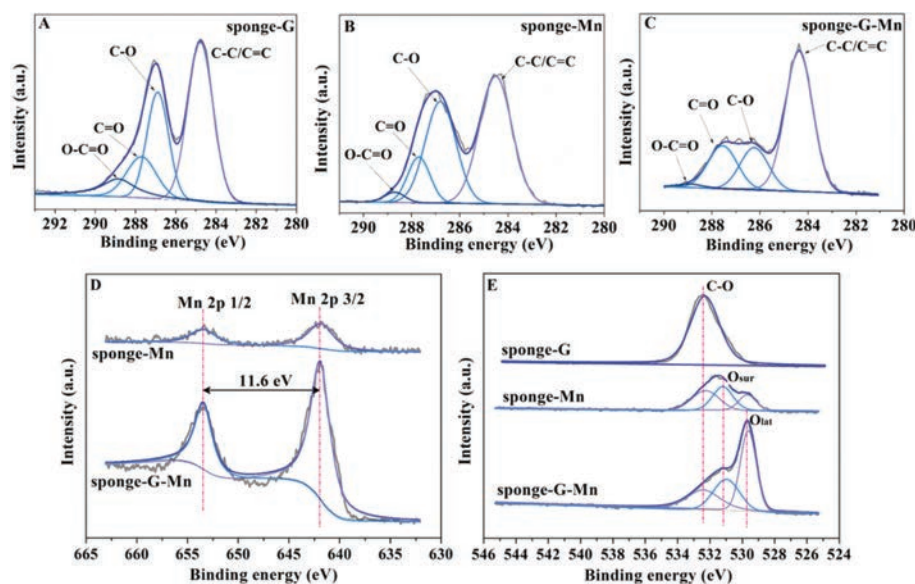 A
sponge-G
C-O
C-C/C=C
C=O
O-C=O
Intensity (a.u.)
292 290 288 286 284 282 280
Binding energy (eV)
B
sponge-Mn
C-O
C-C/C=C
C=O
O-C=O
Intensity (a.u.)
290 288 286 284 282 280
Binding energy (eV)
C
sponge-G-Mn
C-C/C=C
C=O
C-O
O-C=O
Intensity (a.u.)
290 288 286 284 282 280
Binding energy (eV)
D
Mn 2p 1/2
Mn 2p 3/2
sponge-Mn
11.6 eV
sponge-G-Mn
Intensity (a.u.)
665 660 655 650 645 640 635 630
Binding energy (eV)
E
C-O
sponge-G
Osur
sponge-Mn
Olat
sponge-G-Mn
Intensity (a.u.)
546 544 542 540 538 536 534 532 530 528 526 524
Binding energy (eV)